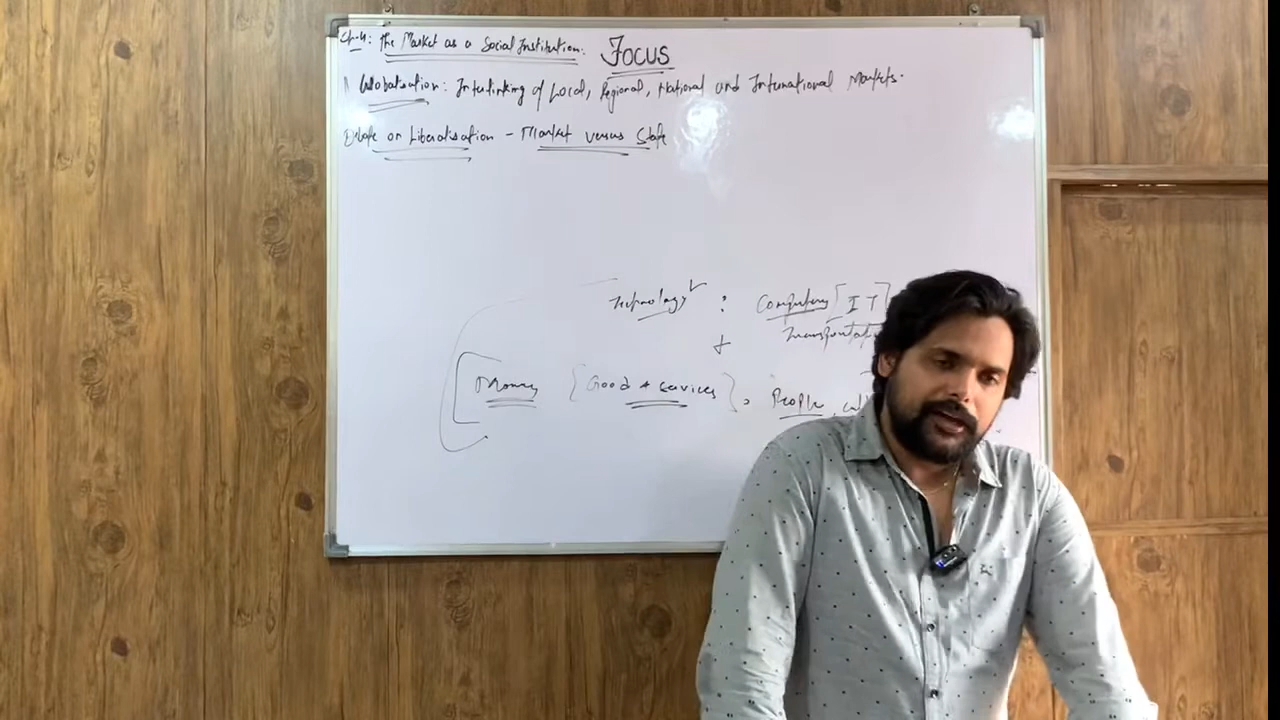 Ch-4: The Market as a Social Institution: FOCUS
Globalisation: Interlinking of Local, Regional, National and International Markets.
Debate on Liberalisation - Market versus State
Technology : Computers [IT]
+
Money {Good + services}, People,